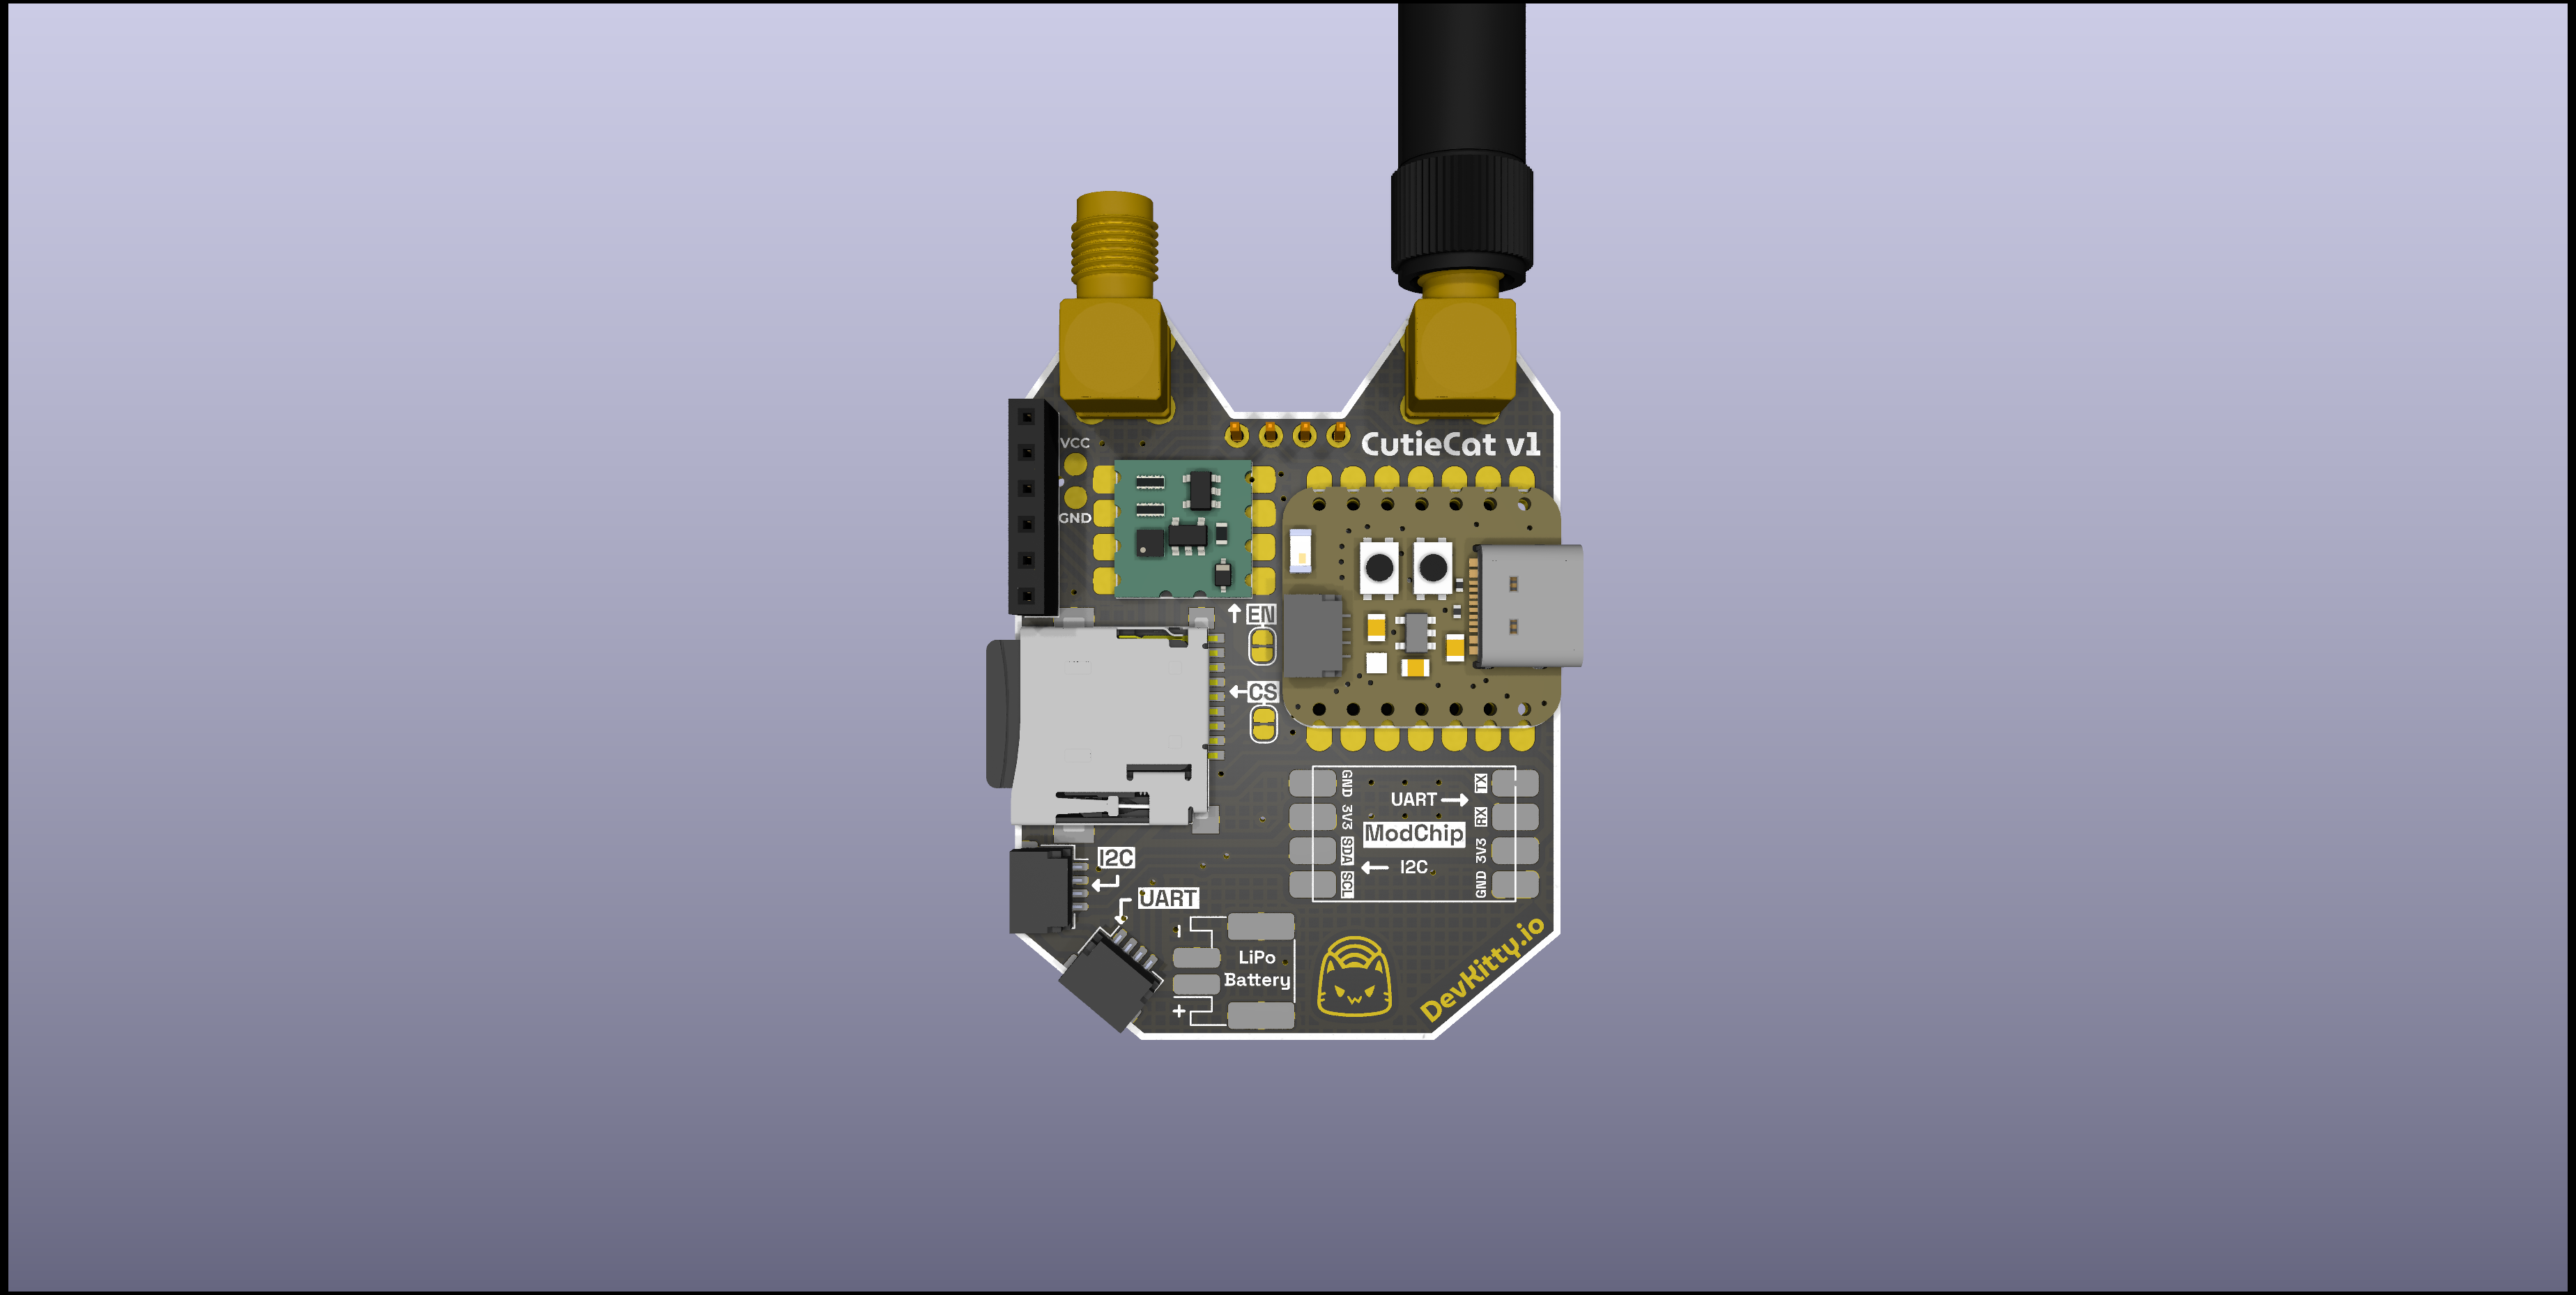 CutieCat v1
VCC
GND
EN
CS
GND
3V3
SDA
SCL
UART
ModChip
I2C
TX
RX
3V3
GND
I2C
UART
-
LiPo
Battery
+
DevKitty.io